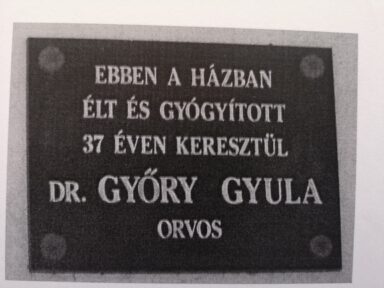 EBBEN A HÁZBAN
ÉLT ÉS GYÓGYÍTOTT
37 ÉVEN KERESZTÜL
DR. GYŐRY GYULA
ORVOS